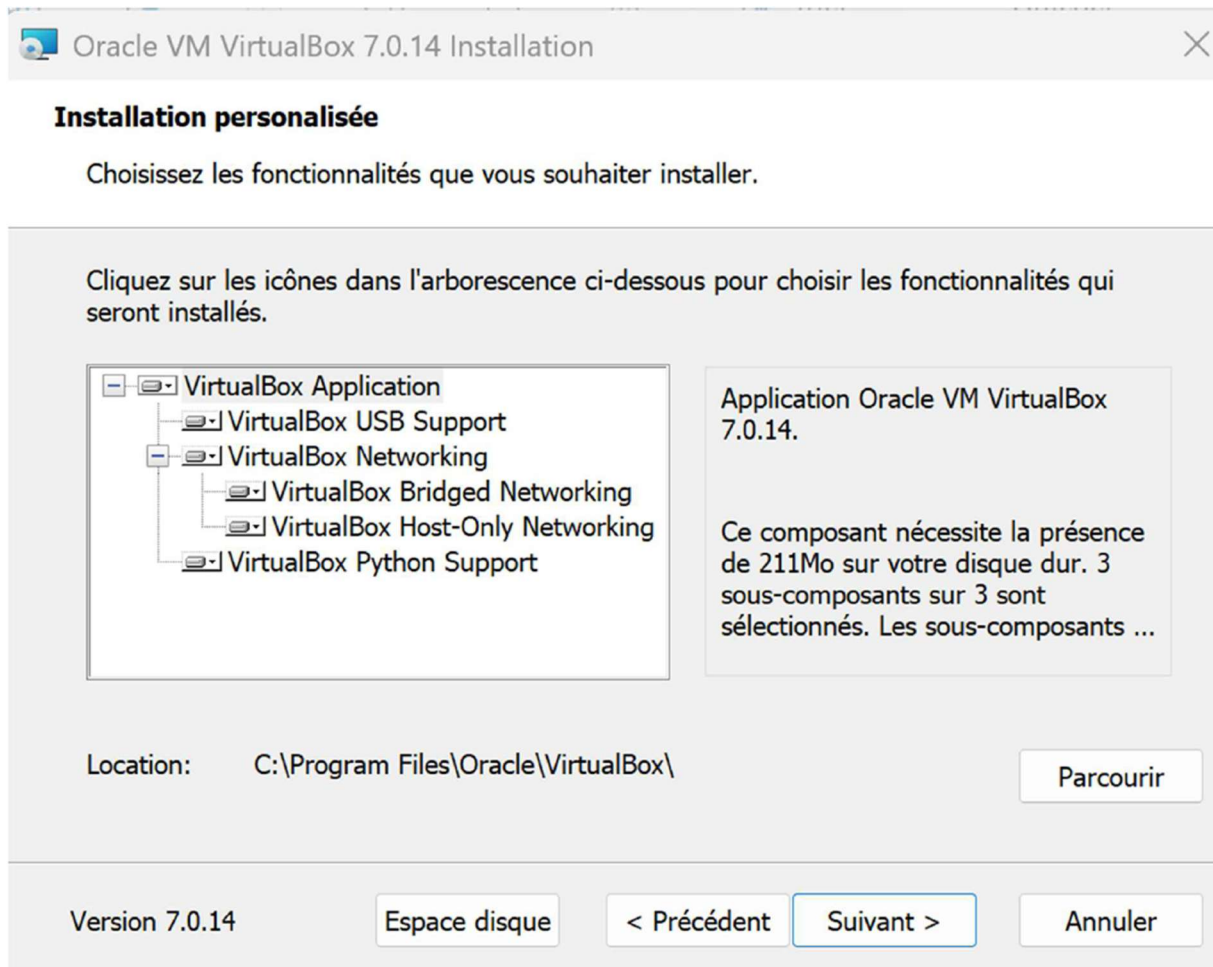 Oracle VM VirtualBox 7.0.14 Installation
Installation personalisée
Choisissez les fonctionnalités que vous souhaiter installer.
Cliquez sur les icônes dans l'arborescence ci-dessous pour choisir les fonctionnalités qui
seront installés.
VirtualBox Application
VirtualBox USB Support
VirtualBox Networking
VirtualBox Bridged Networking
VirtualBox Host-Only Networking
VirtualBox Python Support
Application Oracle VM VirtualBox
7.0.14.
Ce composant nécessite la présence
de 211Mo sur votre disque dur. 3
sous-composants sur 3 sont
sélectionnés. Les sous-composants ...
Location: C:\Program Files\Oracle\VirtualBox\
Parcourir
Version 7.0.14
Espace disque
< Précédent
Suivant >
Annuler